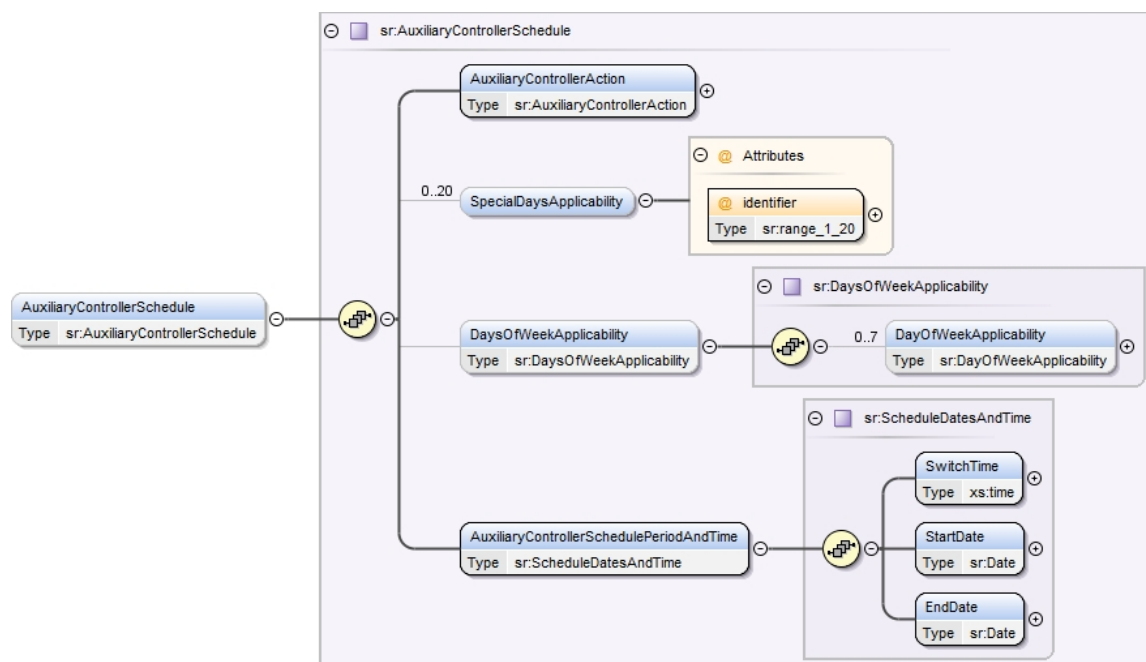 sr:AuxiliaryControllerSchedule
AuxiliaryControllerAction
Type sr:AuxiliaryControllerAction
@ Attributes
0..20
SpecialDaysApplicability
@ identifier
Type sr:range_1_20
sr:DaysOfWeekApplicability
AuxiliaryControllerSchedule
Type sr:AuxiliaryControllerSchedule
DaysOfWeekApplicability
Type sr:DaysOfWeekApplicability
0..7
DayOfWeekApplicability
Type sr:DayOfWeekApplicability
sr:ScheduleDatesAndTime
SwitchTime
Type xs:time
AuxiliaryControllerSchedulePeriodAndTime
Type sr:ScheduleDatesAndTime
StartDate
Type sr:Date
EndDate
Type sr:Date